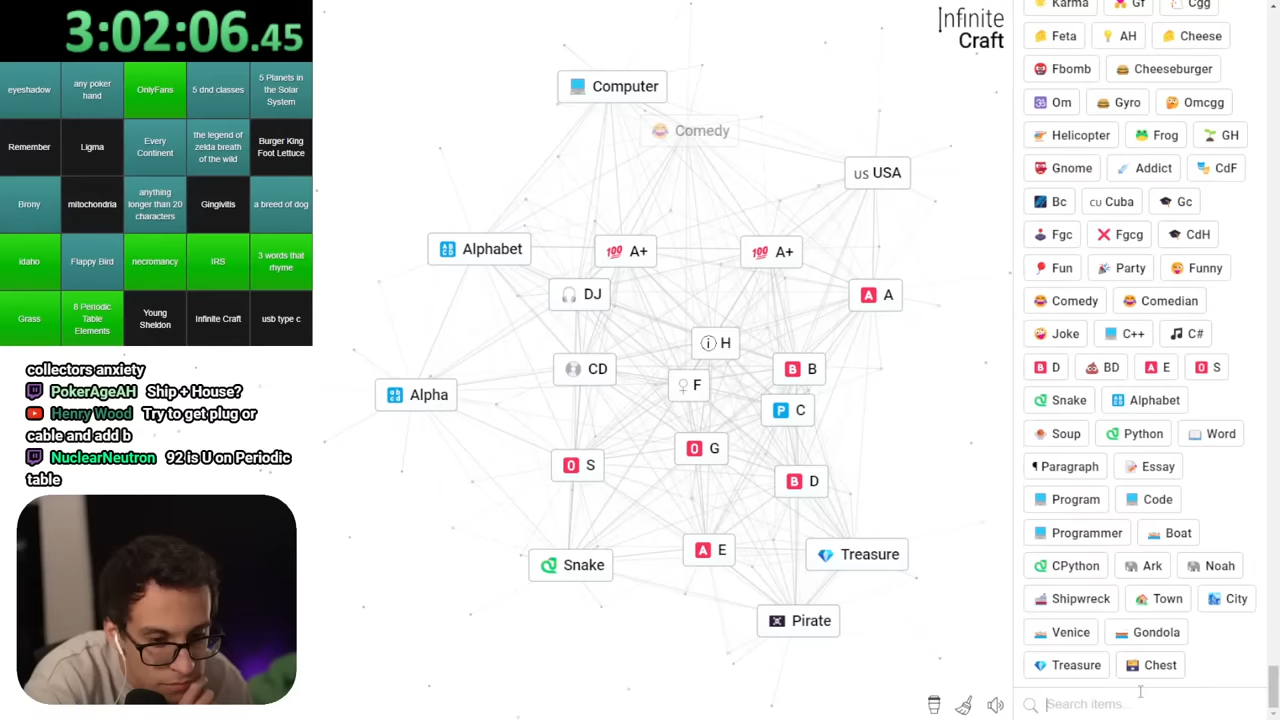 3:02:06.45
eyeshadow
any poker
hand
OnlyFans
5 dnd classes
5 Planets in
the Solar
System
Remember
Ligma
Every
Continent
the legend of
zelda breath
of the wild
Burger King
Foot Lettuce
Brony
mitochondria
anything
longer than 20
characters
Gingivitis
a breed of dog
idaho
Flappy Bird
necromancy
IRS
3 words that
rhyme
Grass
8 Periodic
Table
Elements
Young
Sheldon
Infinite Craft
usb type c
collectors anxiety
PokerAgeAH Ship + House?
Henry Wood Try to get plug or
cable and add b
NuclearNeutron 92 is U on Periodic
table
Infinite
Craft
Computer
Comedy
US USA
Alphabet
A+
A+
DJ
A
H
CD
F
B
Alpha
C
G
S
D
E
Treasure
Snake
Pirate
Karma Gf Cgg
Feta AH Cheese
Fbomb Cheeseburger
Om Gyro Omcgg
Helicopter Frog GH
Gnome Addict CdF
Bc CU Cuba Gc
Fgc Fgcg CdH
Fun Party Funny
Comedy Comedian
Joke C++ C#
D BD E S
Snake Alphabet
Soup Python Word
Paragraph Essay
Program Code
Programmer Boat
CPython Ark Noah
Shipwreck Town City
Venice Gondola
Treasure Chest
Search items...